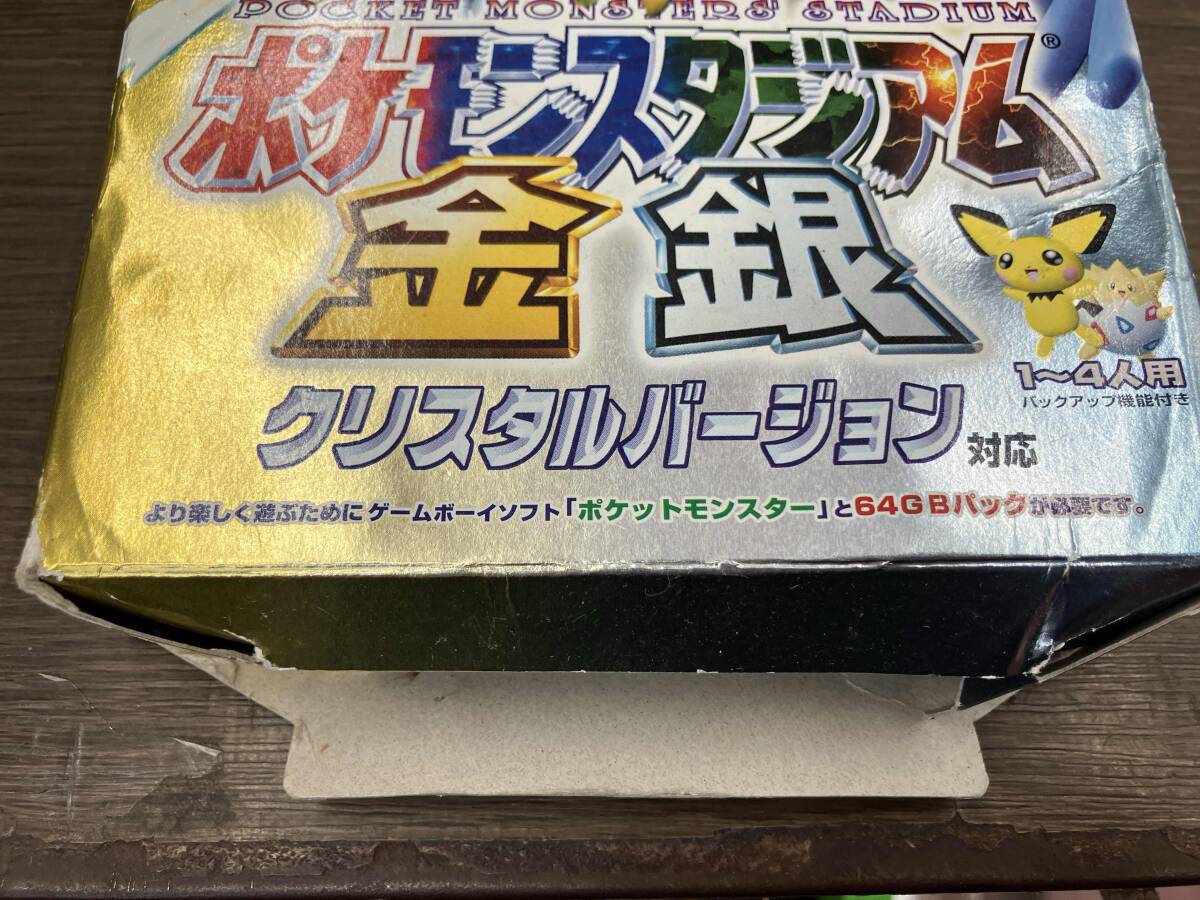 POCKET MONSTERS' STADIUM
ポケモンスタジアム®
金 銀
クリスタルバージョン対応
1〜4人用
バックアップ機能付き
より楽しく遊ぶためにゲームボーイソフト「ポケットモンスター」と64GBパックが必要です。